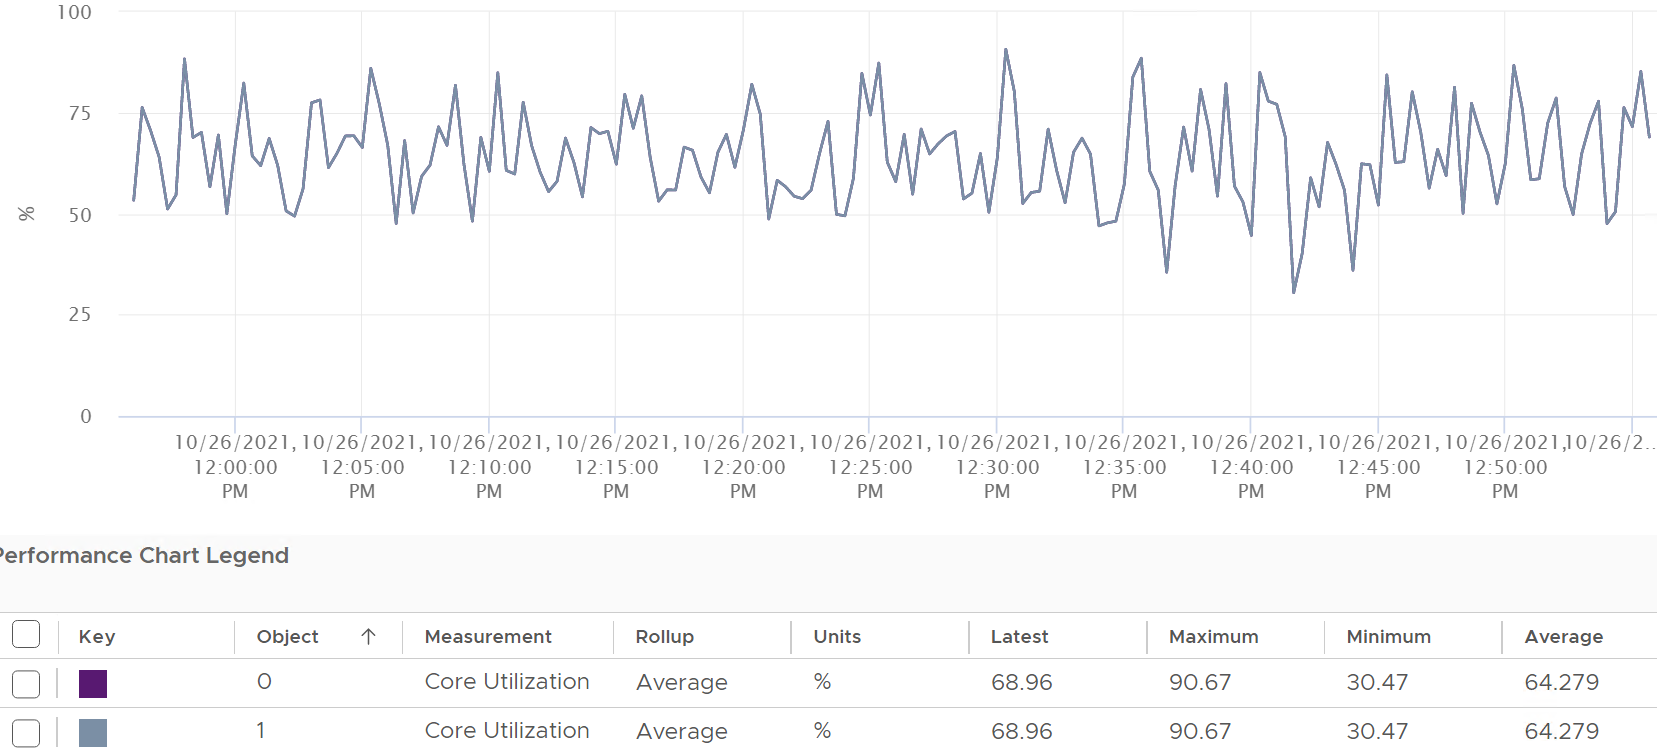 100
75
50
%
25
0
10/26/2021, 10/26/2021, 10/26/2021, 10/26/2021, 10/26/2021, 10/26/2021, 10/26/2021, 10/26/2021, 10/26/2021, 10/26/2021, 10/26/2021, 10/26/2...
12:00:00 12:05:00 12:10:00 12:15:00 12:20:00 12:25:00 12:30:00 12:35:00 12:40:00 12:45:00 12:50:00
PM PM PM PM PM PM PM PM PM PM PM
Performance Chart Legend
Key Object ↑ Measurement Rollup Units Latest Maximum Minimum Average
0 Core Utilization Average % 68.96 90.67 30.47 64.279
1 Core Utilization Average % 68.96 90.67 30.47 64.279